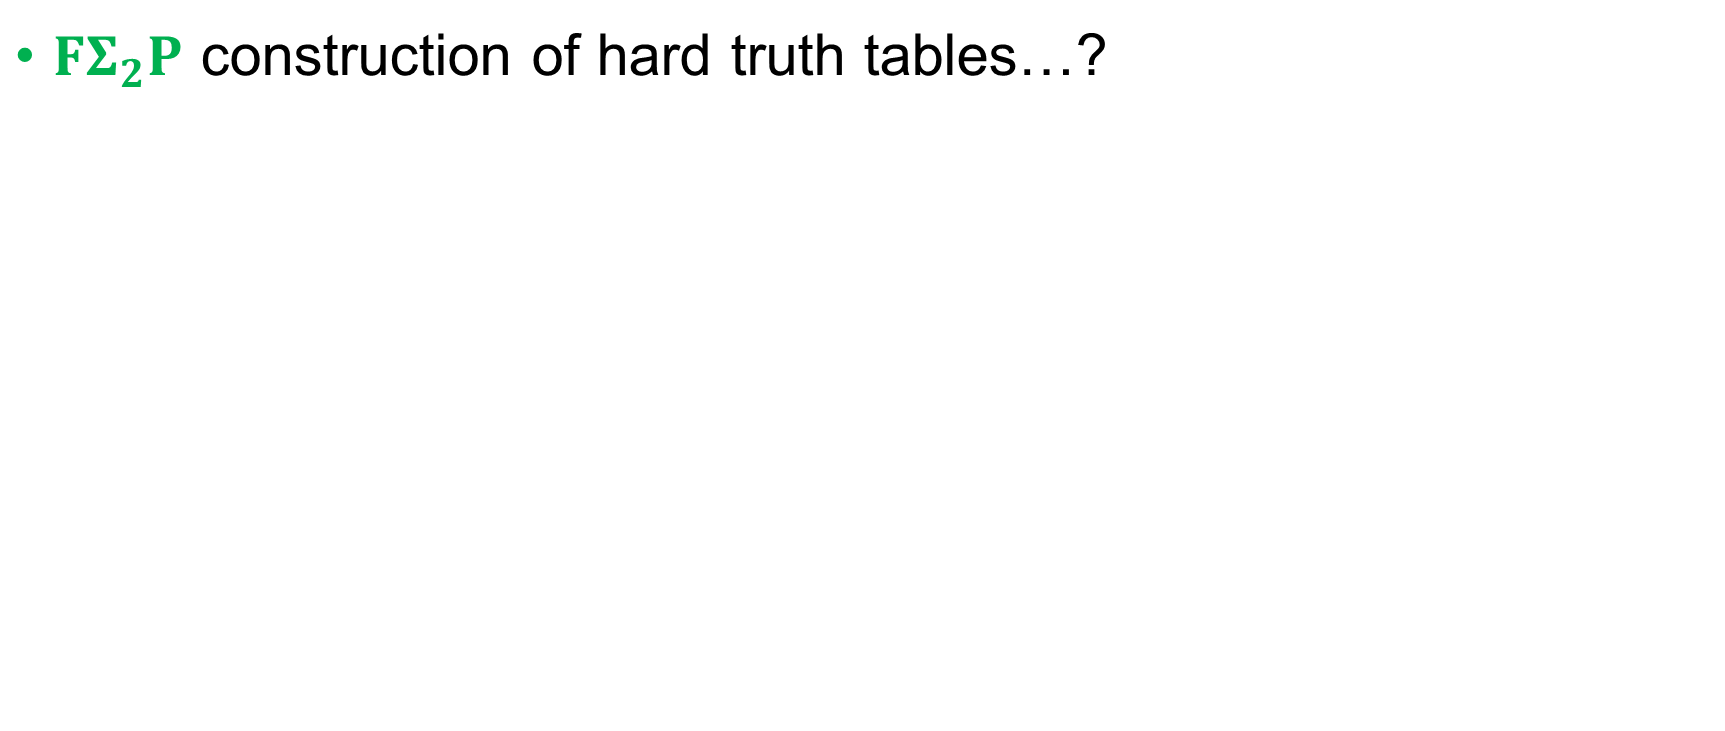 • FΣ₂P construction of hard truth tables…?